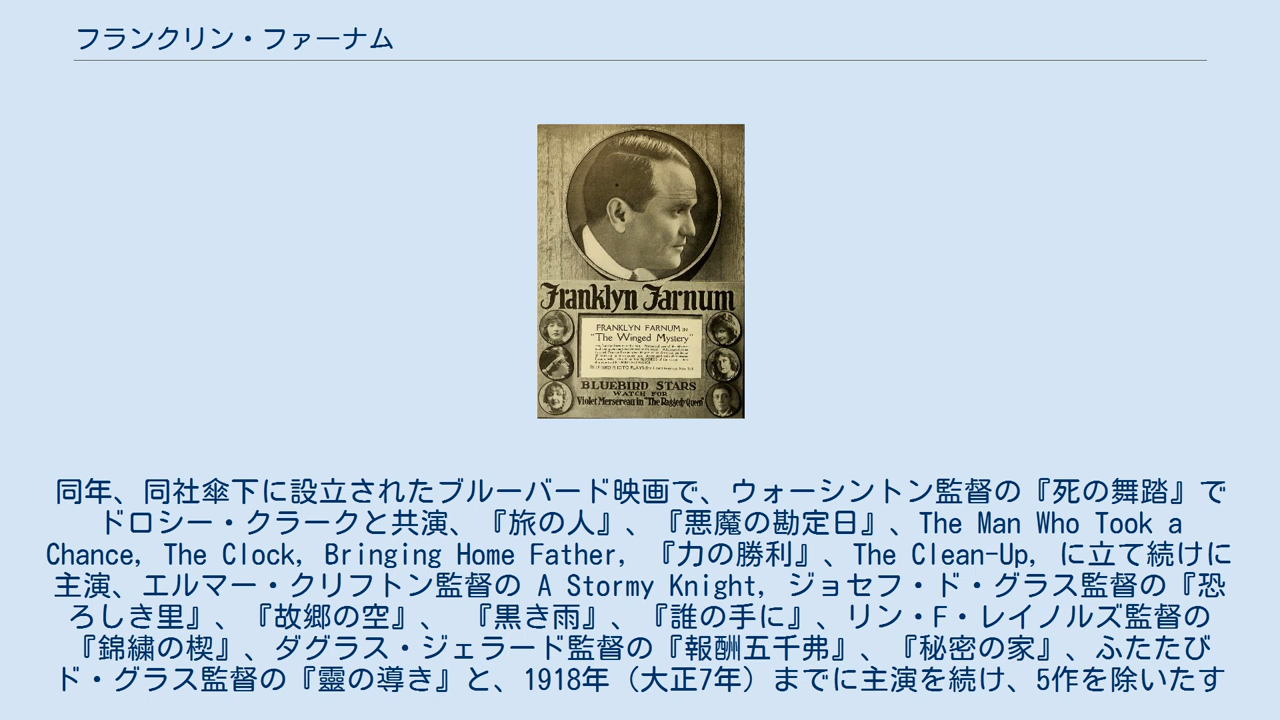 フランクリン・ファーナム
Franklyn Farnum
FRANKLYN FARNUM IN
"The Winged Mystery"
BLUEBIRD STARS
WATCH FOR
Violet Mersereau in "The Ragged Queen"
同年、同社傘下に設立されたブルーバード映画で、ウォーシントン監督の『死の舞踏』で
ドロシー・クラークと共演、『旅の人』、『悪魔の勘定日』、The Man Who Took a
Chance, The Clock, Bringing Home Father, 『力の勝利』、The Clean-Up, に立て続けに
主演、エルマー・クリフトン監督の A Stormy Knight, ジョセフ・ド・グラス監督の『恐
ろしき里』、『故郷の空』、 『黒き雨』、『誰の手に』、リン・F・レイノルズ監督の
『錦繍の楔』、ダグラス・ジェラード監督の『報酬五千弗』、『秘密の家』、ふたたび
ド・グラス監督の『靈の導き』と、1918年（大正7年）までに主演を続け、5作を除いたす